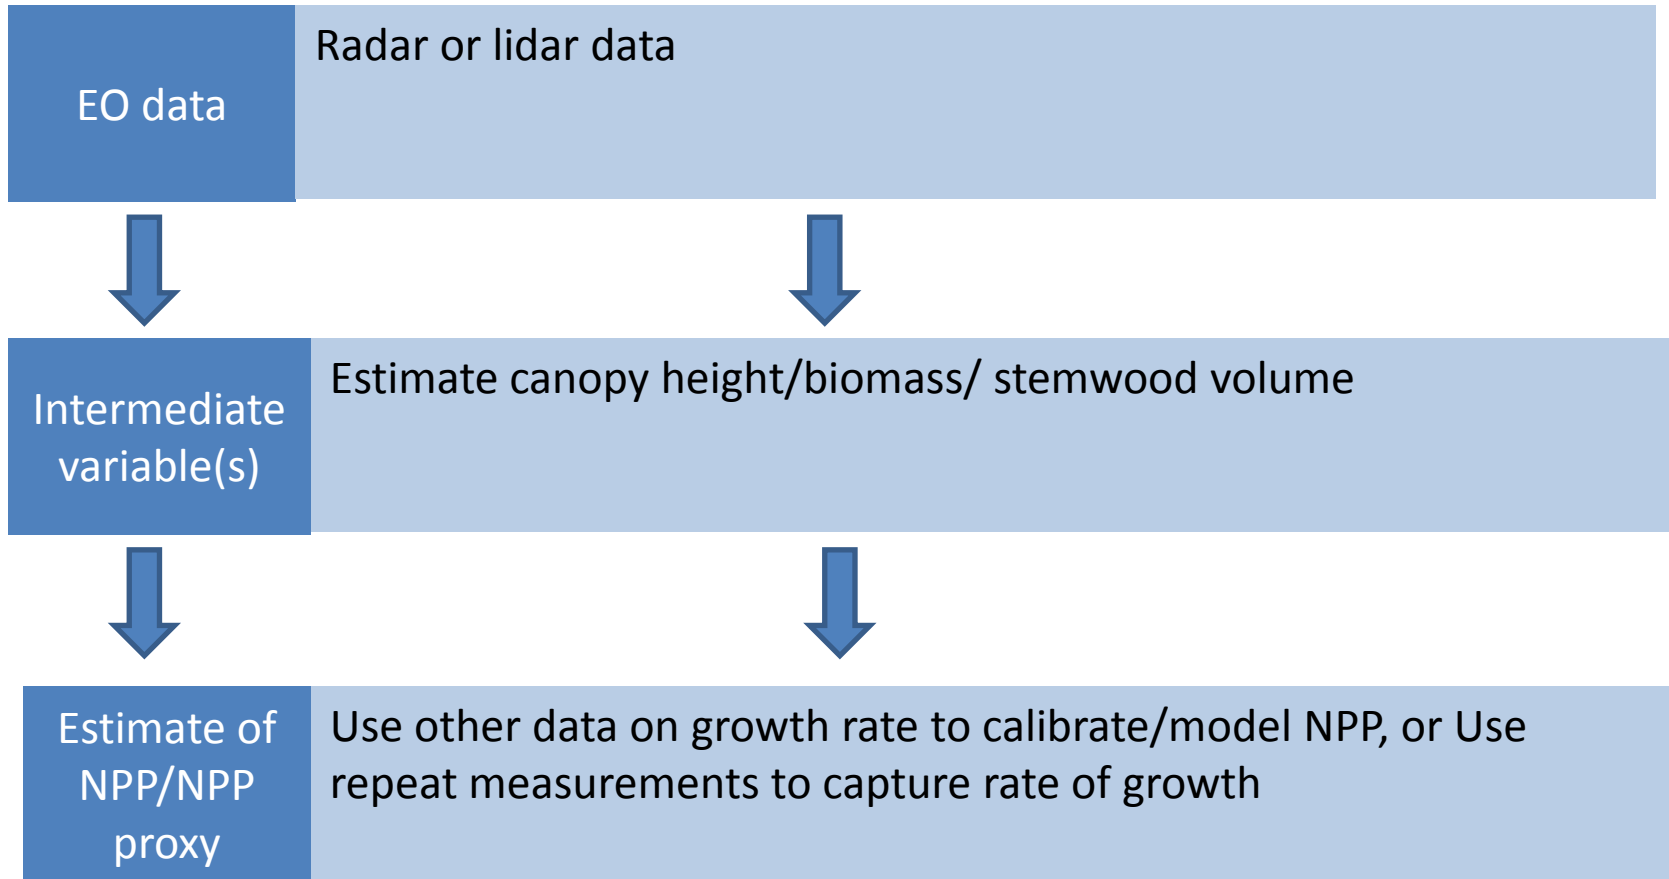 EO data
Radar or lidar data
Intermediate
variable(s)
Estimate canopy height/biomass/ stemwood volume
Estimate of
NPP/NPP
proxy
Use other data on growth rate to calibrate/model NPP, or Use
repeat measurements to capture rate of growth